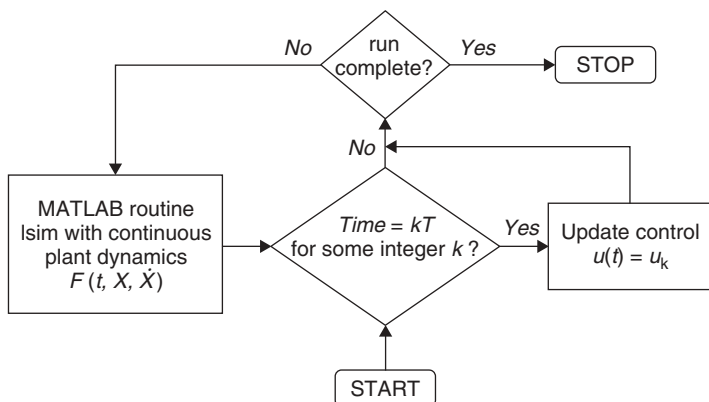 No
run
complete?
Yes
STOP
No
MATLAB routine
lsim with continuous
plant dynamics
F (t, X, Ẋ)
Time = kT
for some integer k ?
Yes
Update control
u(t) = uₖ
START